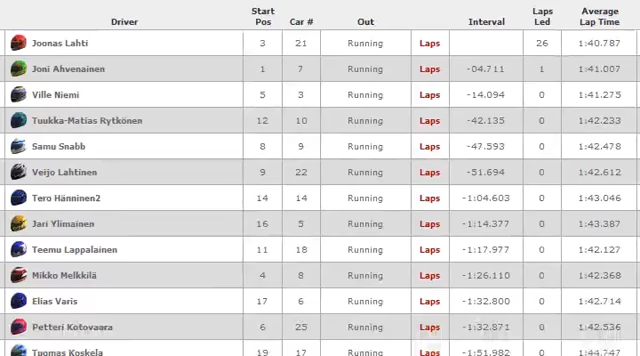 Driver Start Pos Car # Out Interval Laps Led Average Lap Time
Joonas Lahti 3 21 Running Laps 26 1:40.787
Joni Ahvenainen 1 7 Running Laps -04.711 1 1:41.007
Ville Niemi 5 3 Running Laps -14.094 0 1:41.275
Tuukka-Matias Rytkönen 12 10 Running Laps -42.135 0 1:42.233
Samu Snabb 8 9 Running Laps -47.593 0 1:42.478
Veijo Lahtinen 9 22 Running Laps -51.694 0 1:42.612
Tero Hänninen2 14 14 Running Laps -1:04.603 0 1:43.046
Jari Ylimäinen 16 5 Running Laps -1:14.377 0 1:43.387
Teemu Lappalainen 11 18 Running Laps -1:17.977 0 1:42.127
Mikko Melkkilä 4 8 Running Laps -1:26.110 0 1:42.368
Elias Varis 17 6 Running Laps -1:32.800 0 1:42.714
Petteri Kotovaara 6 25 Running Laps -1:32.871 0 1:42.536
Tuomas Koskela 19 17 Running Laps -1:51.982 0 1:44.747